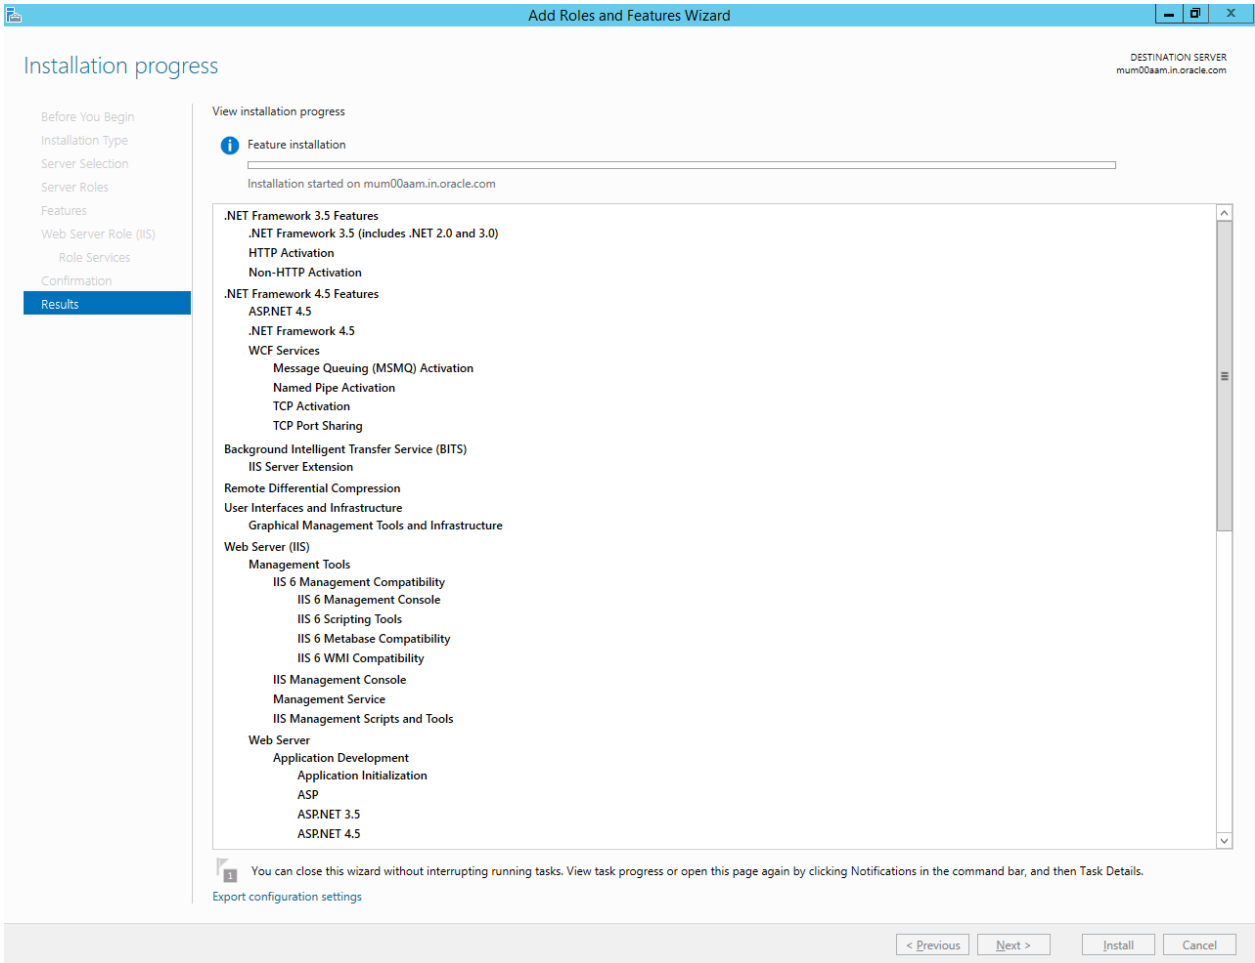 Add Roles and Features Wizard
Installation progress
DESTINATION SERVER
mum00aam.in.oracle.com
Before You Begin
Installation Type
Server Selection
Server Roles
Features
Web Server Role (IIS)
Role Services
Confirmation
Results
View installation progress
Feature installation
Installation started on mum00aam.in.oracle.com
.NET Framework 3.5 Features
.NET Framework 3.5 (includes .NET 2.0 and 3.0)
HTTP Activation
Non-HTTP Activation
.NET Framework 4.5 Features
ASP.NET 4.5
.NET Framework 4.5
WCF Services
Message Queuing (MSMQ) Activation
Named Pipe Activation
TCP Activation
TCP Port Sharing
Background Intelligent Transfer Service (BITS)
IIS Server Extension
Remote Differential Compression
User Interfaces and Infrastructure
Graphical Management Tools and Infrastructure
Web Server (IIS)
Management Tools
IIS 6 Management Compatibility
IIS 6 Management Console
IIS 6 Scripting Tools
IIS 6 Metabase Compatibility
IIS 6 WMI Compatibility
IIS Management Console
Management Service
IIS Management Scripts and Tools
Web Server
Application Development
Application Initialization
ASP
ASP.NET 3.5
ASP.NET 4.5
1
You can close this wizard without interrupting running tasks. View task progress or open this page again by clicking Notifications in the command bar, and then Task Details.
Export configuration settings
< Previous
Next >
Install
Cancel